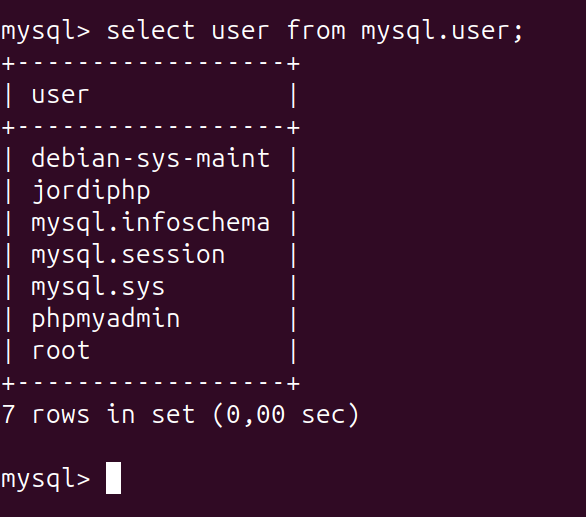 mysql> select user from mysql.user;
+------------------+
| user             |
+------------------+
| debian-sys-maint |
| jordiphp         |
| mysql.infoschema |
| mysql.session    |
| mysql.sys        |
| phpmyadmin       |
| root             |
+------------------+
7 rows in set (0,00 sec)
mysql>